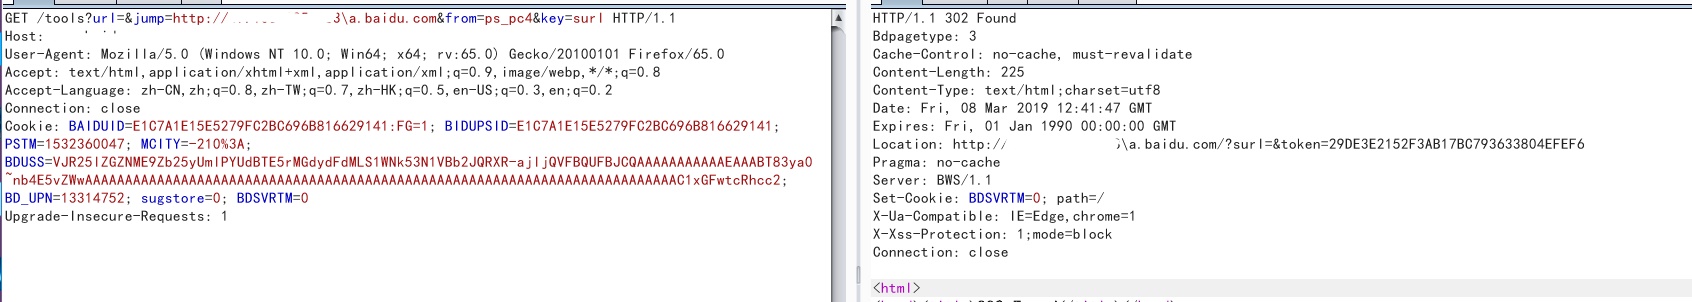 GET /tools?url=&jump=http:// 3\a.baidu.com&from=ps_pc4&key=surl HTTP/1.1
Host:
User-Agent: Mozilla/5.0 (Windows NT 10.0; Win64; x64; rv:65.0) Gecko/20100101 Firefox/65.0
Accept: text/html,application/xhtml+xml,application/xml;q=0.9,image/webp,*/*;q=0.8
Accept-Language: zh-CN,zh;q=0.8,zh-TW;q=0.7,zh-HK;q=0.5,en-US;q=0.3,en;q=0.2
Connection: close
Cookie: BAIDUID=E1C7A1E15E5279FC2BC696B816629141:FG=1; BIDUPSID=E1C7A1E15E5279FC2BC696B816629141;
PSTM=1532360047; MCITY=-210%3A;
BDUSS=VJR25lZGZNME9Zb25yUmlPYUdBTE5rMGdydFdMLS1WNk53N1VBb2JQRXR-ajljQVFBQUFBJCQAAAAAAAAAAAEAAABT83ya0
~nb4E5vZWwAAAAAAAAAAAAAAAAAAAAAAAAAAAAAAAAAAAAAAAAAAAAAAAAAAAAAAAAAAAAAAAAAAAAAAAAAAAC1xGFwtcRhcc2;
BD_UPN=13314752; sugstore=0; BDSVRTM=0
Upgrade-Insecure-Requests: 1
HTTP/1.1 302 Found
Bdpagetype: 3
Cache-Control: no-cache, must-revalidate
Content-Length: 225
Content-Type: text/html;charset=utf8
Date: Fri, 08 Mar 2019 12:41:47 GMT
Expires: Fri, 01 Jan 1990 00:00:00 GMT
Location: http:// \a.baidu.com/?surl=&token=29DE3E2152F3AB17BC793633804EFEF6
Pragma: no-cache
Server: BWS/1.1
Set-Cookie: BDSVRTM=0; path=/
X-Ua-Compatible: IE=Edge,chrome=1
X-Xss-Protection: 1;mode=block
Connection: close
<html>